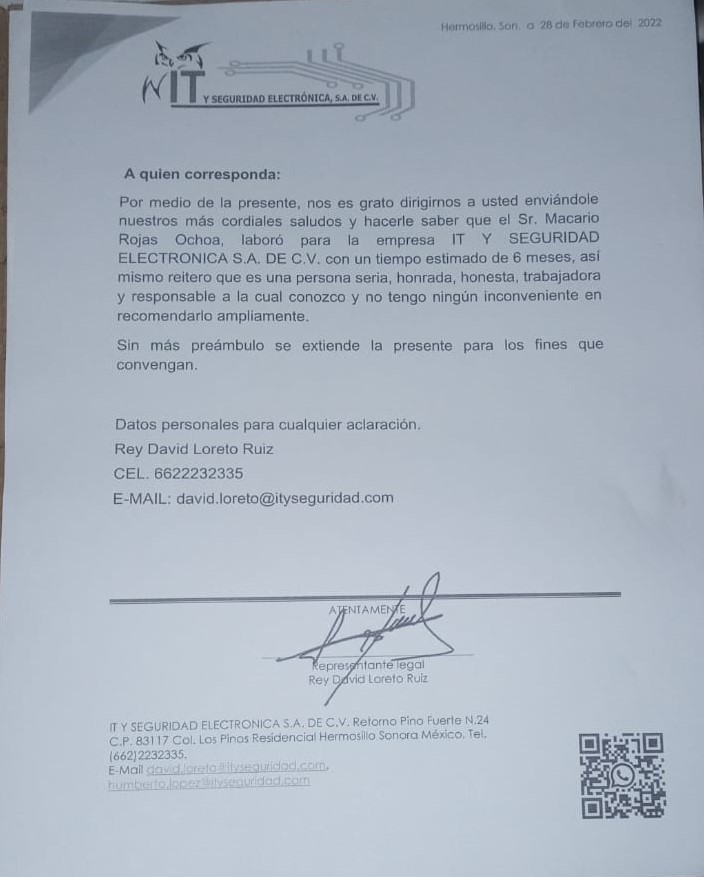 Hermosillo, Son. a 28 de Febrero del 2022
IT
Y SEGURIDAD ELECTRÓNICA, S.A. DE C.V.
A quien corresponda:
Por medio de la presente, nos es grato dirigirnos a usted enviándole
nuestros más cordiales saludos y hacerle saber que el Sr. Macario
Rojas Ochoa, laboró para la empresa IT Y SEGURIDAD
ELECTRONICA S.A. DE C.V. con un tiempo estimado de 6 meses, así
mismo reitero que es una persona seria, honrada, honesta, trabajadora
y responsable a la cual conozco y no tengo ningún inconveniente en
recomendarlo ampliamente.
Sin más preámbulo se extiende la presente para los fines que
convengan.
Datos personales para cualquier aclaración.
Rey David Loreto Ruiz
CEL. 6622232335
E-MAIL: david.loreto@ityseguridad.com
ATENTAMENTE
Representante legal
Rey David Loreto Ruiz
IT Y SEGURIDAD ELECTRONICA S.A. DE C.V. Retorno Pino Fuerte N.24
C.P. 83117 Col. Los Pinos Residencial Hermosillo Sonora México. Tel.
(662)2232335.
E-Mail david.loreto@ityseguridad.com,
humberto.lopez@ityseguridad.com